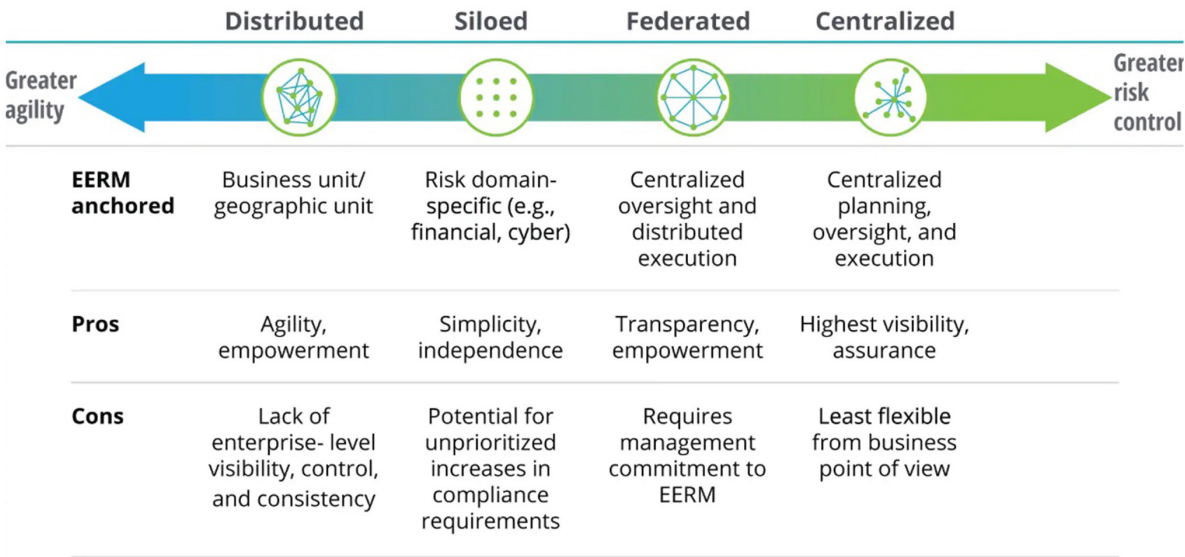 Distributed Siloed Federated Centralized
Greater
agility
Greater
risk
control
EERM
anchored
Business unit/
geographic unit
Risk domain-
specific (e.g.,
financial, cyber)
Centralized
oversight and
distributed
execution
Centralized
planning,
oversight, and
execution
Pros
Agility,
empowerment
Simplicity,
independence
Transparency,
empowerment
Highest visibility,
assurance
Cons
Lack of
enterprise- level
visibility, control,
and consistency
Potential for
unprioritized
increases in
compliance
requirements
Requires
management
commitment to
EERM
Least flexible
from business
point of view